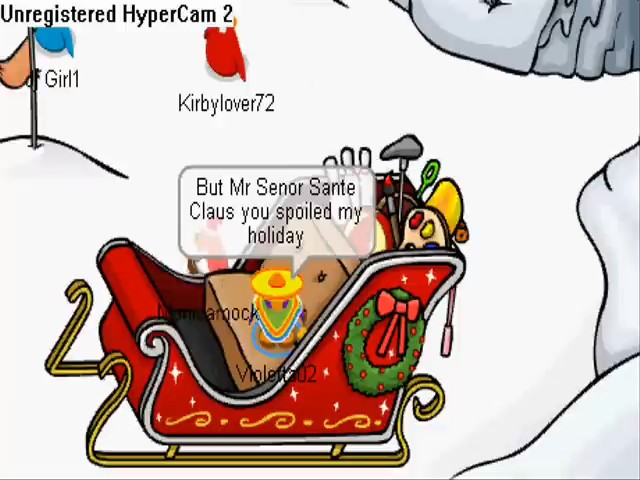 Unregistered HyperCam 2
Girl1
Kirbylover72
But Mr Senor Sante
Claus you spoiled my
holiday